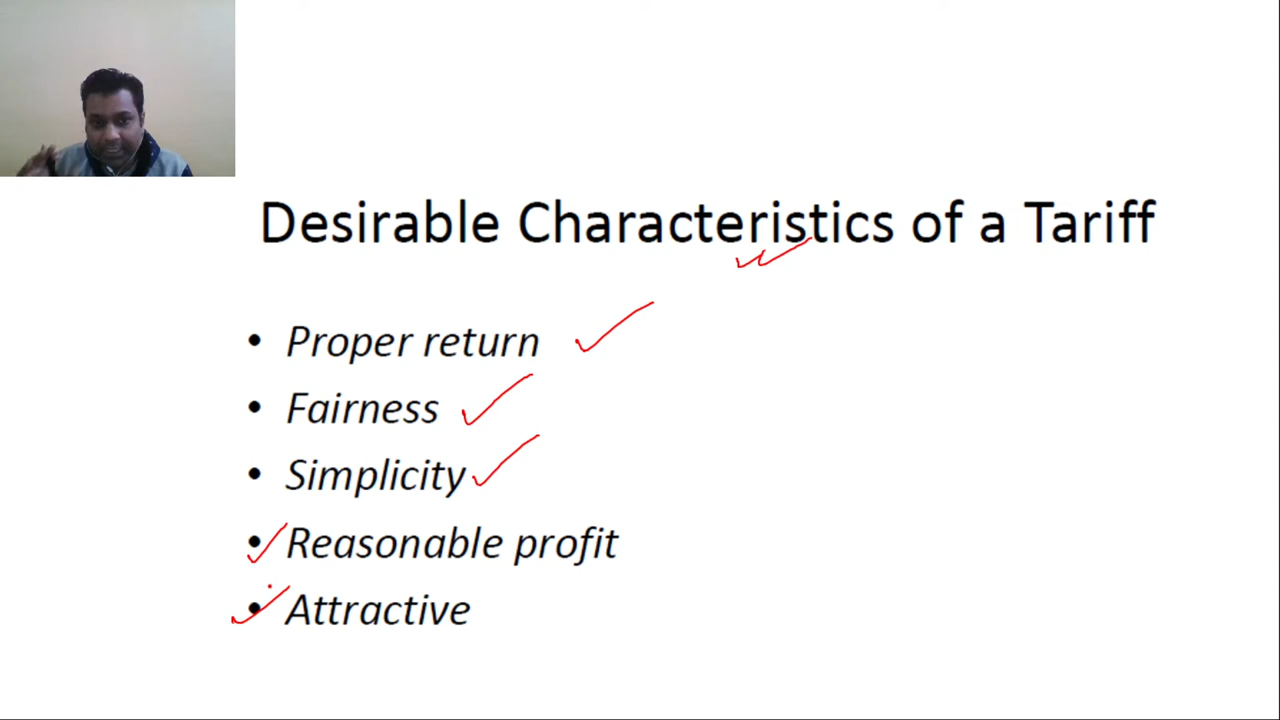 Desirable Characteristics of a Tariff
• Proper return
• Fairness
• Simplicity
• Reasonable profit
• Attractive